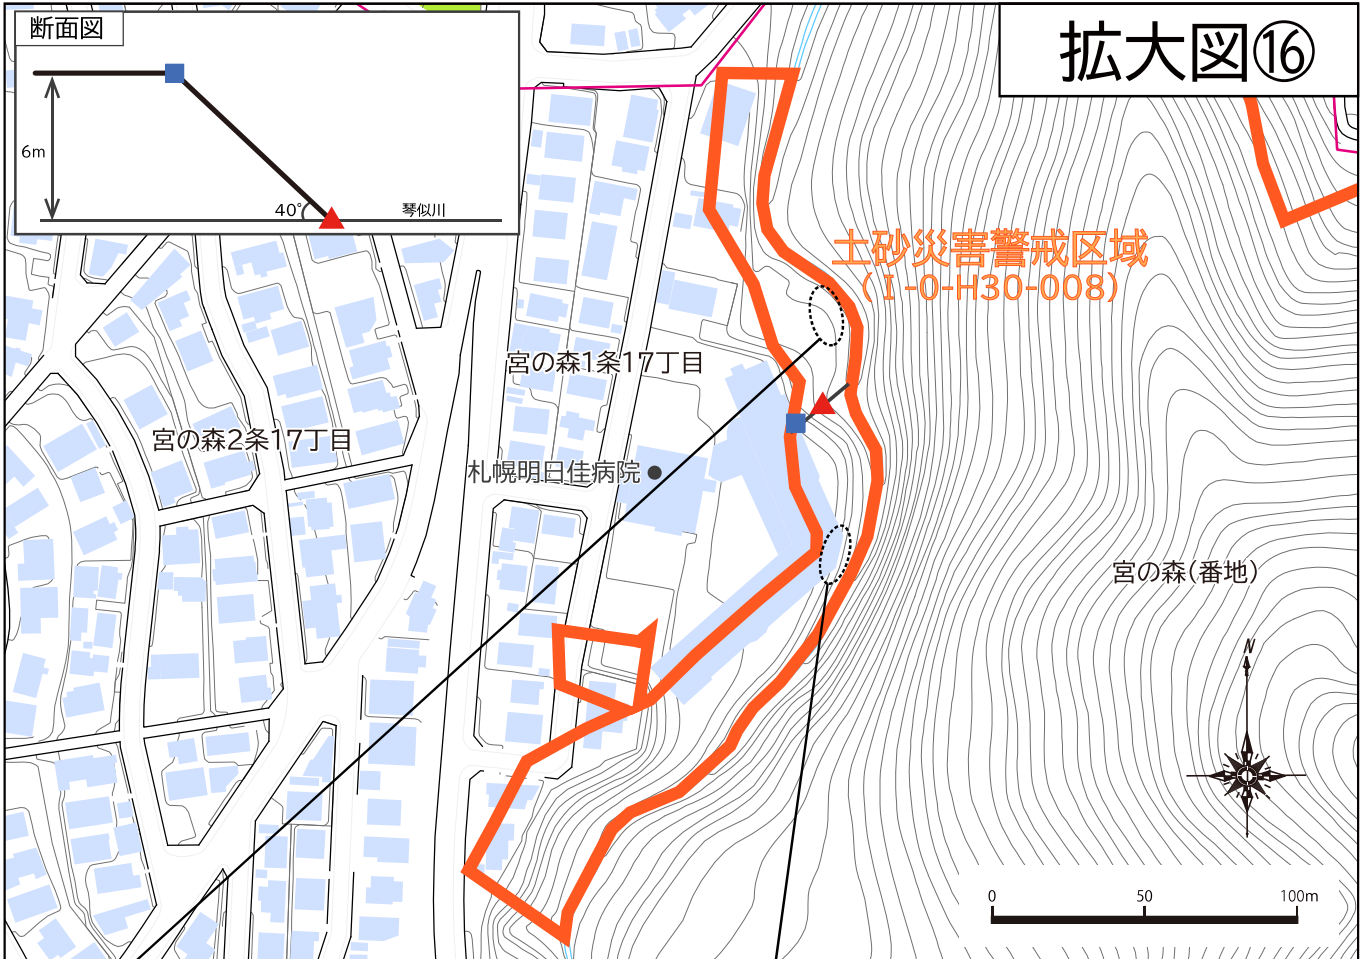 断面図
6m
40°
琴似川
拡大図⑯
土砂災害警戒区域
（Ⅰ-0-H30-008）
宮の森1条17丁目
宮の森2条17丁目
札幌明日佳病院
宮の森（番地）
N
0 50 100m